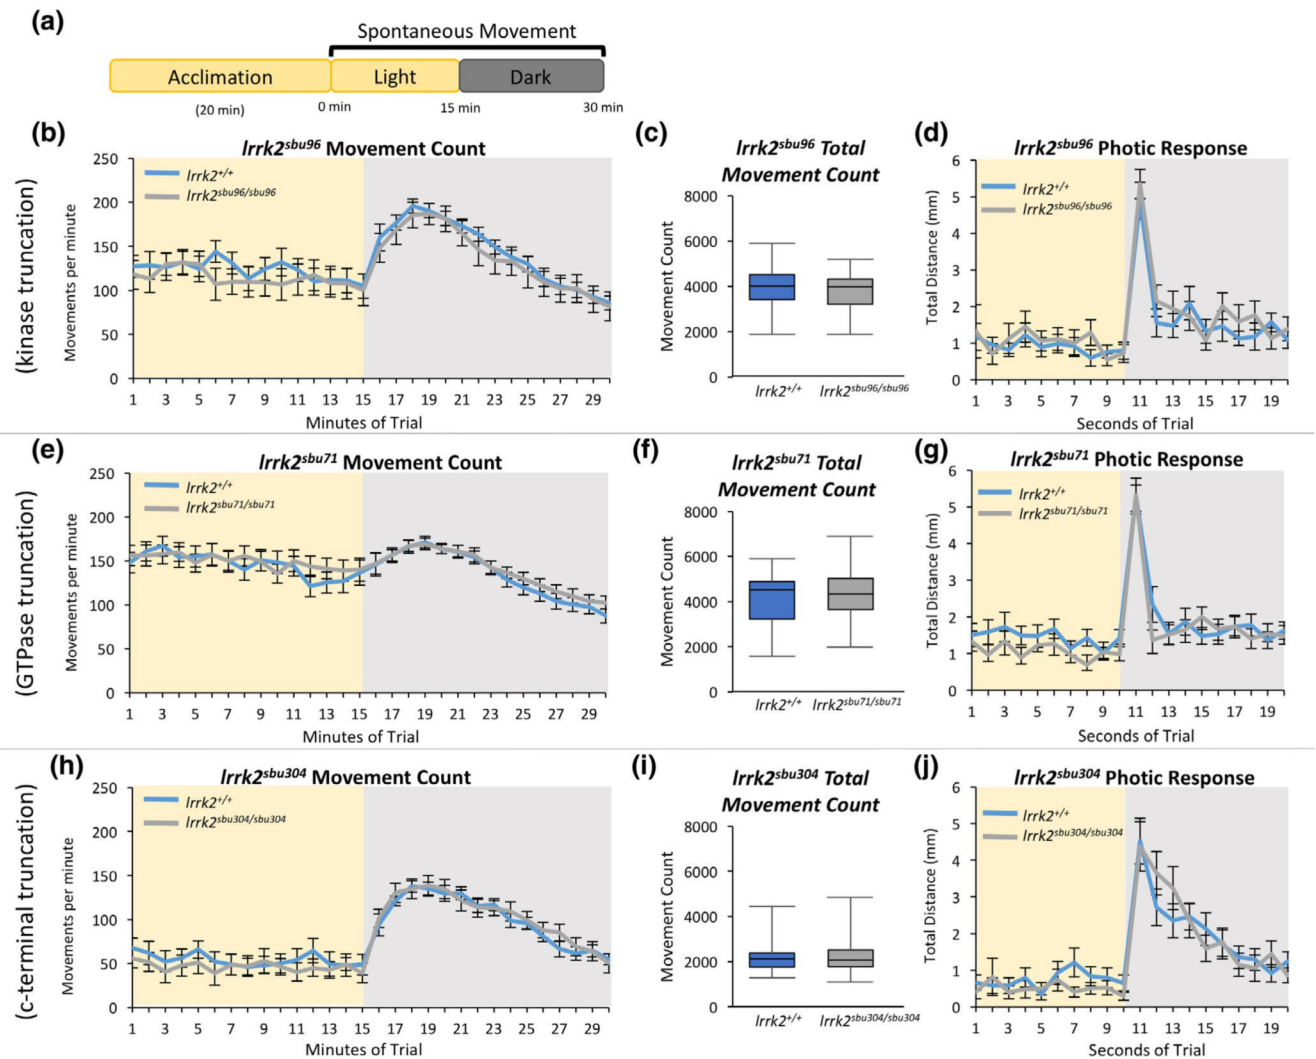 (a)
Spontaneous Movement
Acclimation
Light
Dark
(20 min)
0 min
15 min
30 min
(kinase truncation)
(b)
lrrk2sbu96 Movement Count
lrrk2+/+
lrrk2sbu96/sbu96
Movements per minute
250
200
150
100
50
0
1 3 5 7 9 11 13 15 17 19 21 23 25 27 29
Minutes of Trial
(c)
lrrk2sbu96 Total
Movement Count
Movement Count
8000
6000
4000
2000
0
lrrk2+/+ lrrk2sbu96/sbu96
(d)
lrrk2sbu96 Photic Response
lrrk2+/+
lrrk2sbu96/sbu96
Total Distance (mm)
6
5
4
3
2
1
0
1 3 5 7 9 11 13 15 17 19
Seconds of Trial
(GTPase truncation)
(e)
lrrk2sbu71 Movement Count
lrrk2+/+
lrrk2sbu71/sbu71
Movements per minute
250
200
150
100
50
0
1 3 5 7 9 11 13 15 17 19 21 23 25 27 29
Minutes of Trial
(f)
lrrk2sbu71 Total
Movement Count
Movement Count
8000
6000
4000
2000
0
lrrk2+/+ lrrk2sbu71/sbu71
(g)
lrrk2sbu71 Photic Response
lrrk2+/+
lrrk2sbu71/sbu71
Total Distance (mm)
6
5
4
3
2
1
0
1 3 5 7 9 11 13 15 17 19
Seconds of Trial
(c-terminal truncation)
(h)
lrrk2sbu304 Movement Count
lrrk2+/+
lrrk2sbu304/sbu304
Movements per minute
250
200
150
100
50
0
1 3 5 7 9 11 13 15 17 19 21 23 25 27 29
Minutes of Trial
(i)
lrrk2sbu304 Total
Movement Count
Movement Count
8000
6000
4000
2000
0
lrrk2+/+ lrrk2sbu304/sbu304
(j)
lrrk2sbu304 Photic Response
lrrk2+/+
lrrk2sbu304/sbu304
Total Distance (mm)
6
5
4
3
2
1
0
1 3 5 7 9 11 13 15 17 19
Seconds of Trial